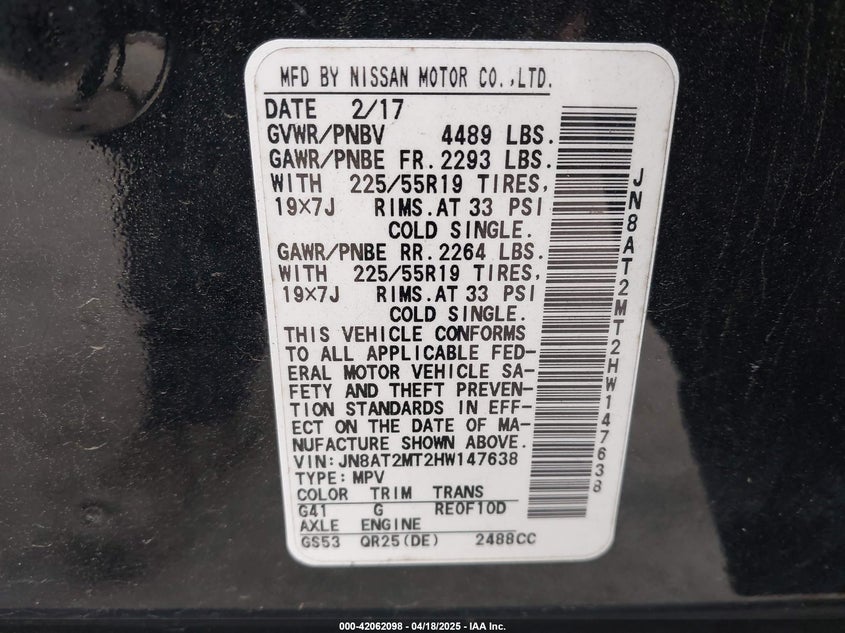 MFD BY NISSAN MOTOR CO.,LTD.
DATE 2/17
GVWR/PNBV 4489 LBS.
GAWR/PNBE FR. 2293 LBS.
WITH 225/55R19 TIRES,
19×7J RIMS.AT 33 PSI
COLD SINGLE.
GAWR/PNBE RR. 2264 LBS.
WITH 225/55R19 TIRES,
19×7J RIMS.AT 33 PSI
COLD SINGLE.
THIS VEHICLE CONFORMS
TO ALL APPLICABLE FED-
ERAL MOTOR VEHICLE SA-
FETY AND THEFT PREVEN-
TION STANDARDS IN EFF-
ECT ON THE DATE OF MA-
NUFACTURE SHOWN ABOVE.
VIN:JN8AT2MT2HW147638
TYPE:MPV
COLOR TRIM TRANS
G41 G RE0F10D
AXLE ENGINE
GS53 QR25(DE) 2488CC
JN8AT2MT2HW147638
000-42062098 - 04/18/2025 - IAA Inc.